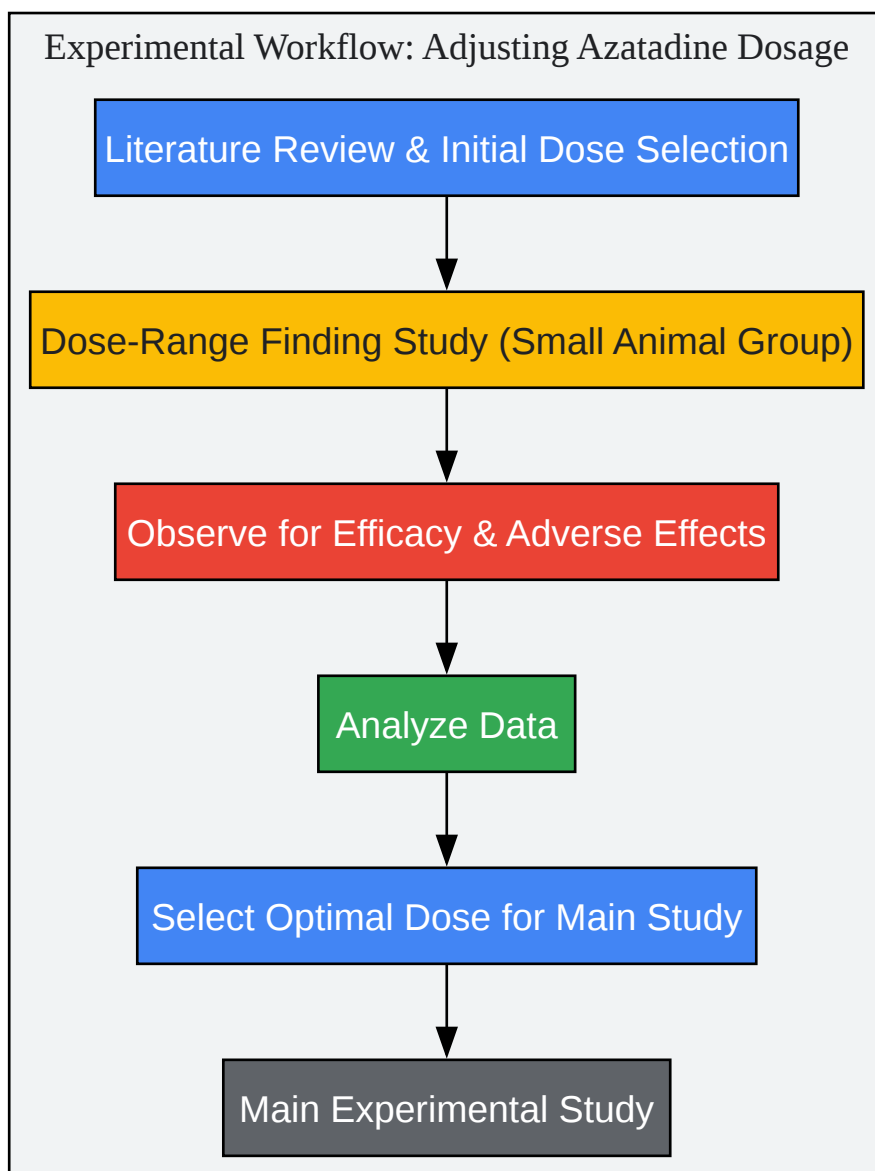 Experimental Workflow: Adjusting Azatadine Dosage
Literature Review & Initial Dose Selection
Dose-Range Finding Study (Small Animal Group)
Observe for Efficacy & Adverse Effects
Analyze Data
Select Optimal Dose for Main Study
Main Experimental Study